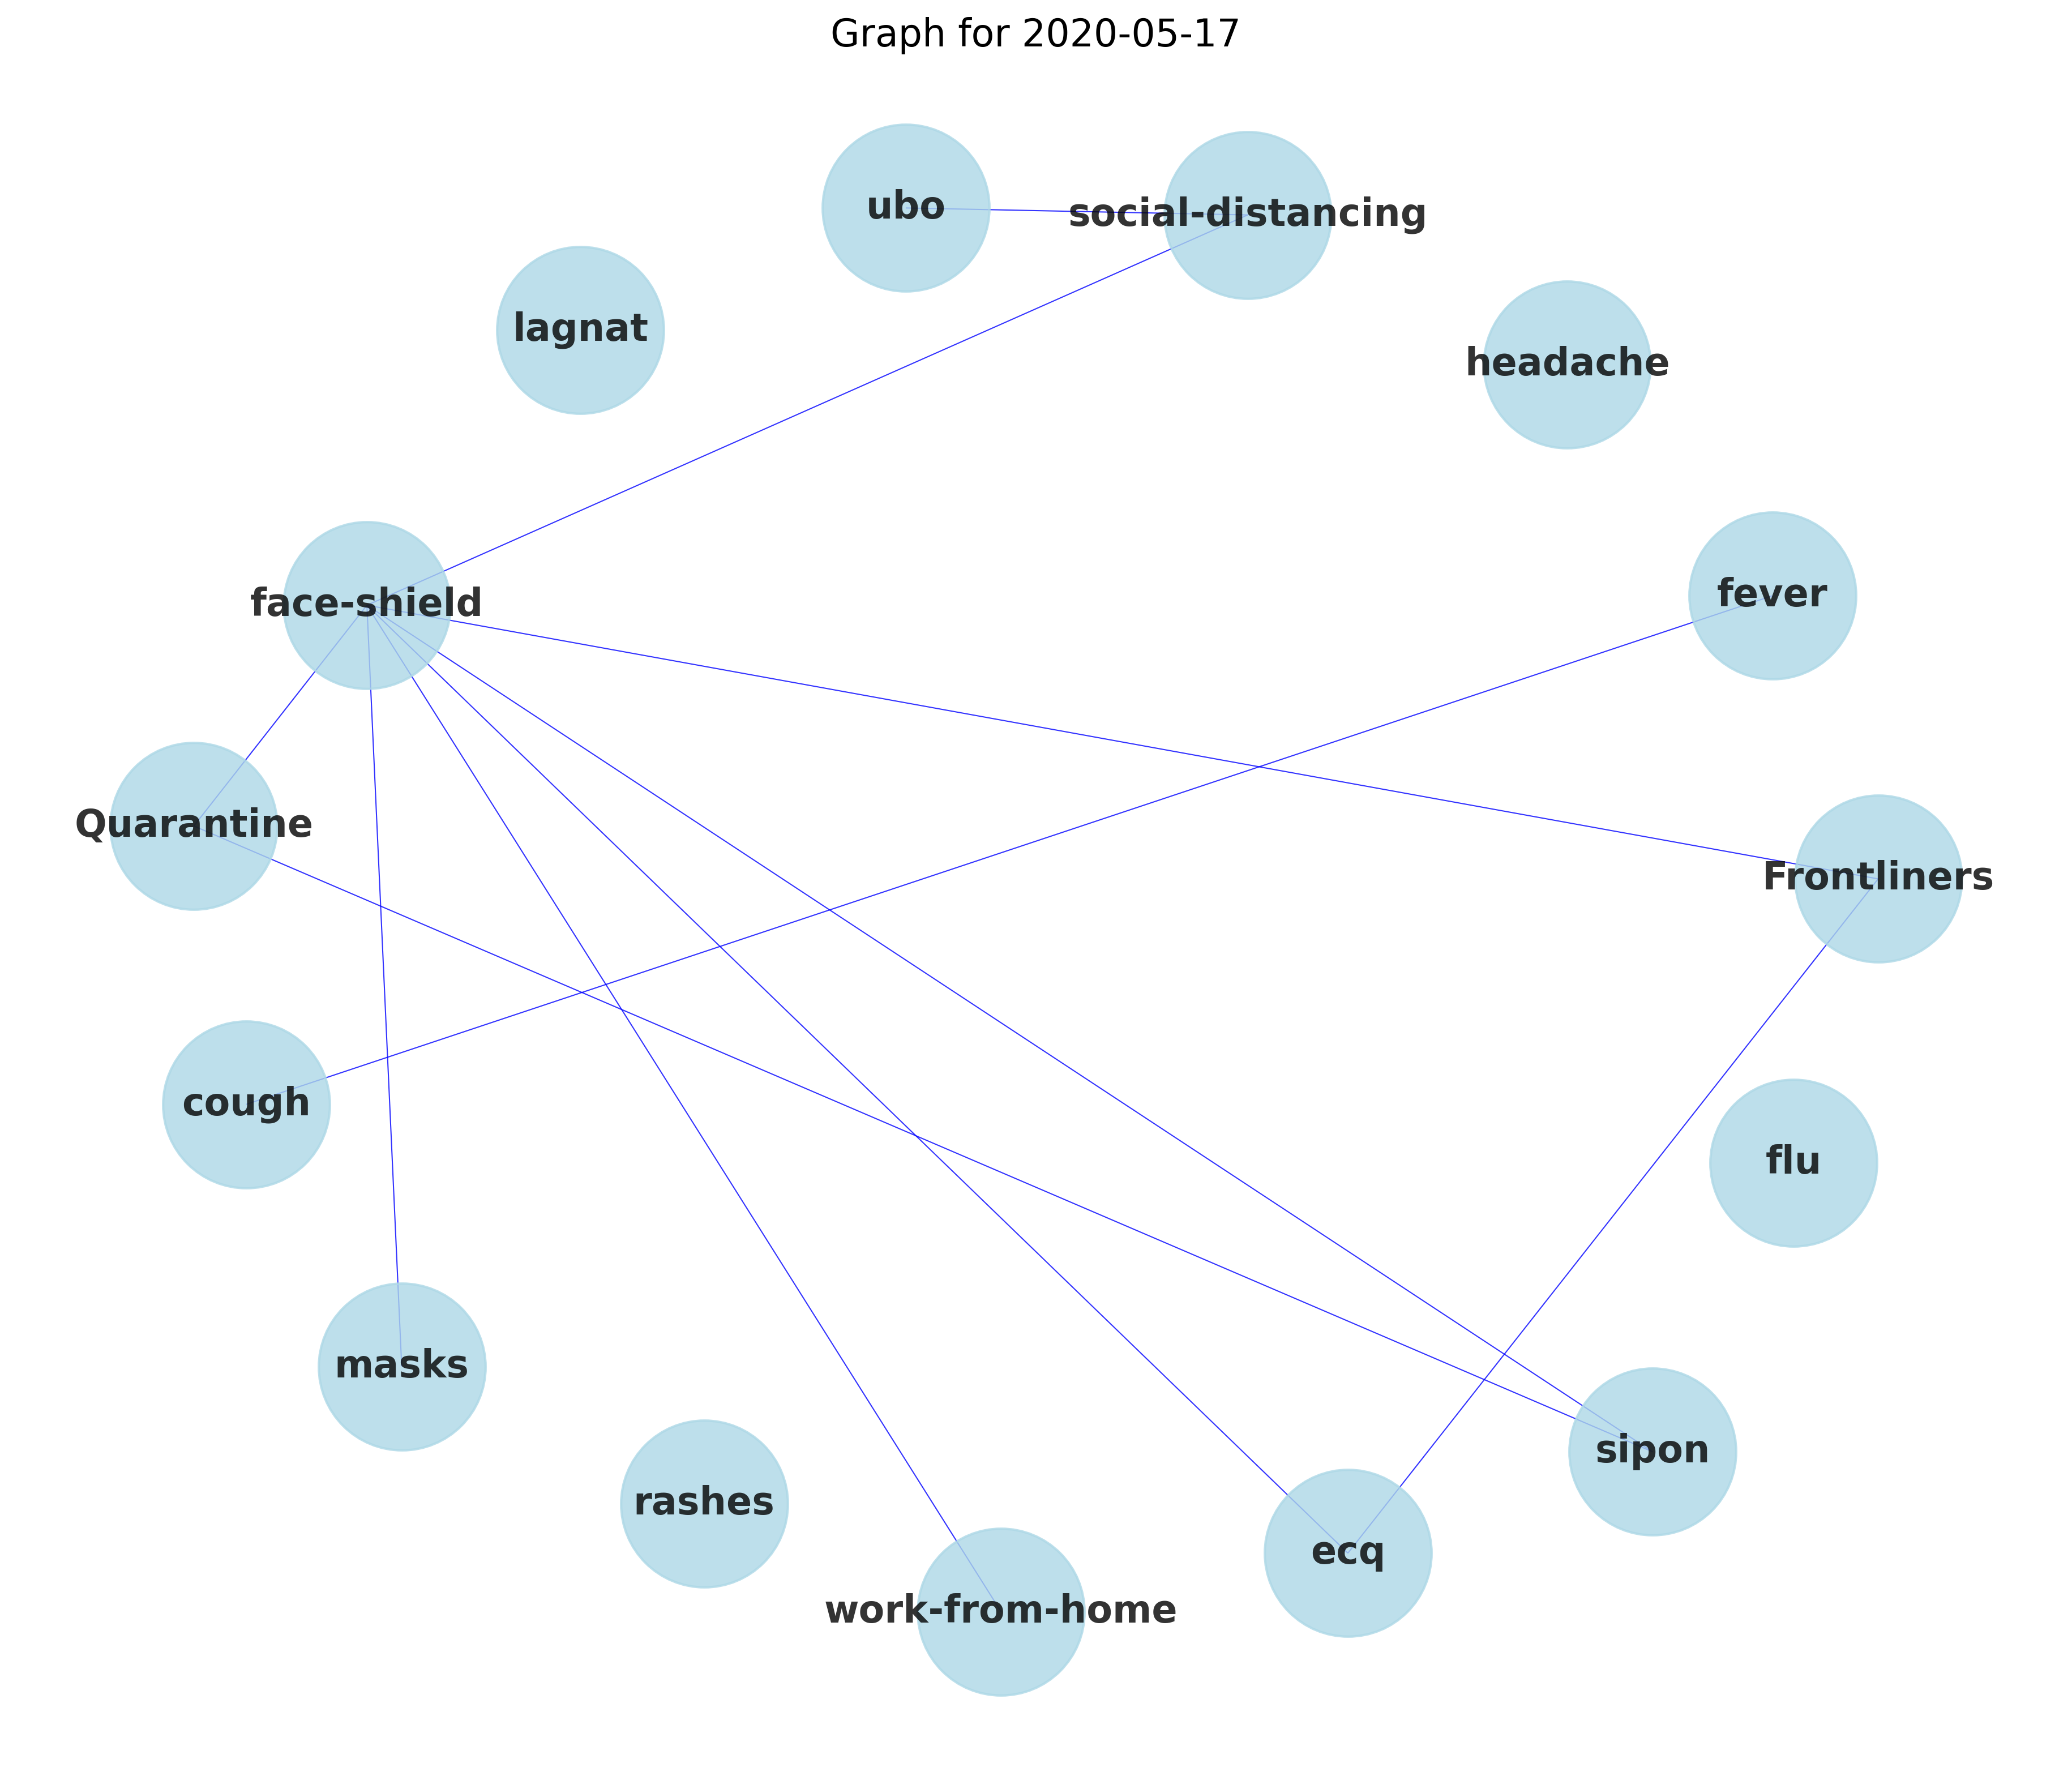 Graph for 2020-05-17
ubo
social-distancing
lagnat
headache
face-shield
fever
Quarantine
Frontliners
cough
flu
masks
sipon
rashes
ecq
work-from-home